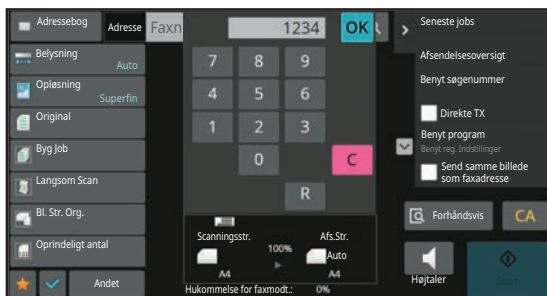 Adressebog
Adresse
Faxn
1234
OK
Belysning
Auto
Opløsning
Superfin
Original
Byg Job
Langsom Scan
Bl. Str. Org.
Oprindeligt antal
Andet
7 8 9
4 5 6
1 2 3
0 C
R
Scanningsstr.
100%
Afs.Str.
Auto
A4
A4
Hukommelse for faxmodt.: 0%
Seneste jobs
Afsendelsesoversigt
Benyt søgenummer
Direkte TX
Benyt program
Benyt reg. Indstillinger
Send samme billede
som faxadresse
Forhåndsvis
CA
Højtaler
Start